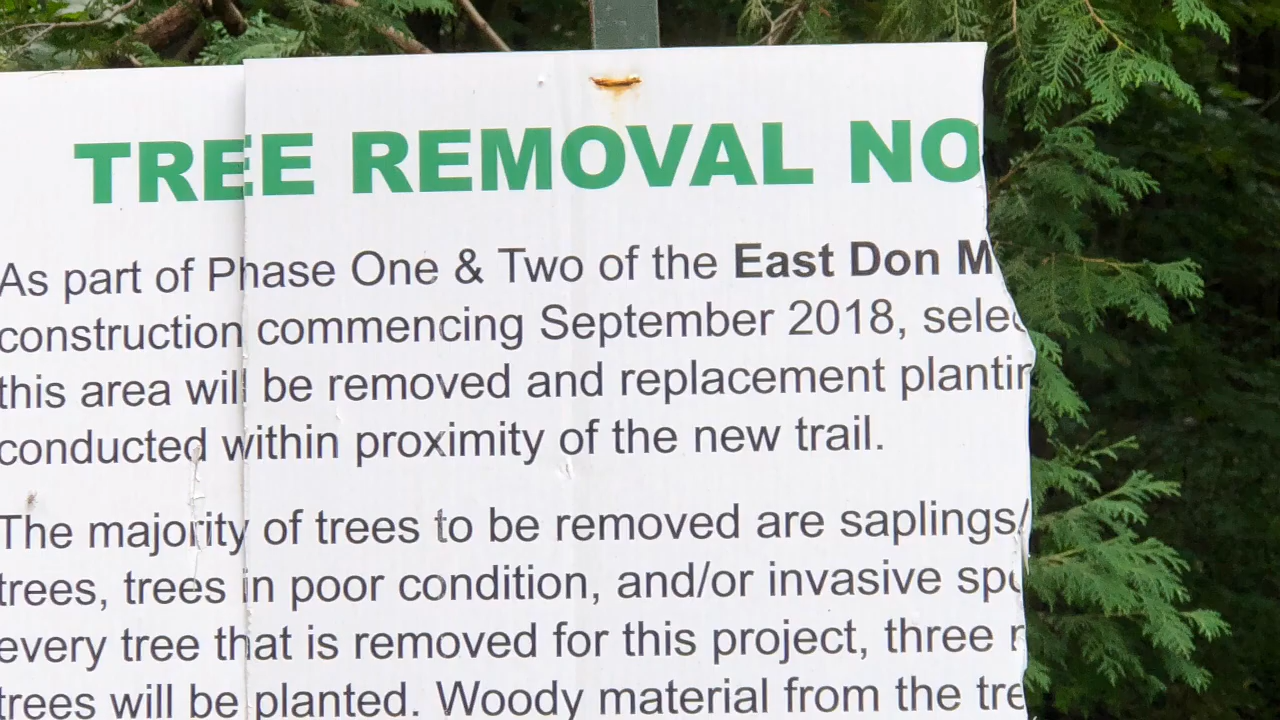 TREE REMOVAL NO
As part of Phase One & Two of the East Don M
construction commencing September 2018, selec
this area will be removed and replacement plantin
conducted within proximity of the new trail.
The majority of trees to be removed are saplings/
trees, trees in poor condition, and/or invasive spe
every tree that is removed for this project, three
trees will be planted. Woody material from the tre